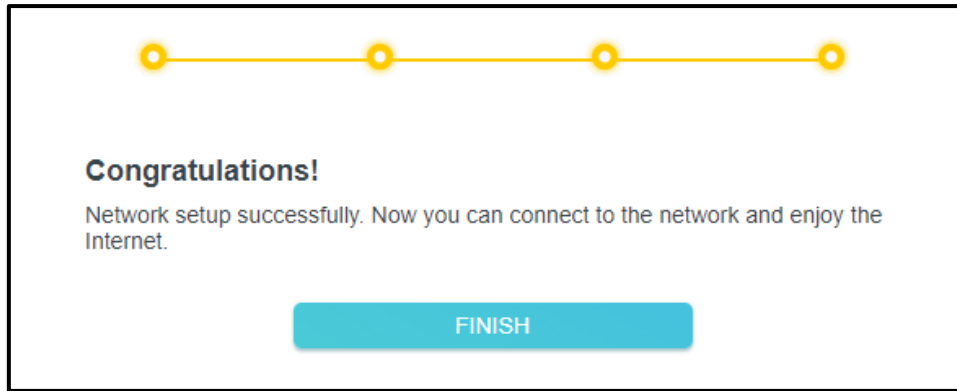 Congratulations!
Network setup successfully. Now you can connect to the network and enjoy the
Internet.
FINISH